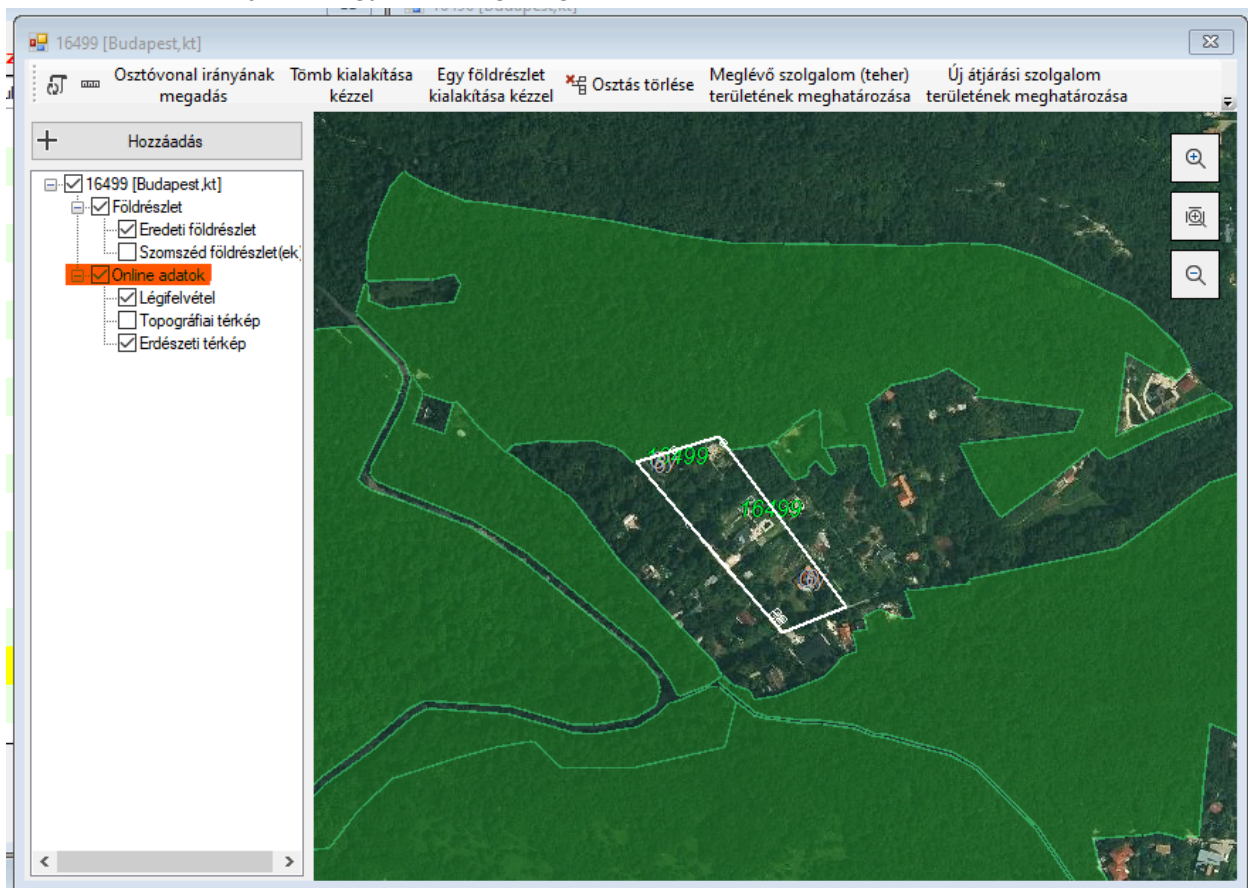 16499 [Budapest,kt]
Osztóvonal irányának
megadás
Tömb kialakítása
kézzel
Egy földrészlet
kialakítása kézzel
Osztás törlése
Meglévő szolgalom (teher)
területének meghatározása
Új átjárási szolgalom
területének meghatározása
Hozzáadás
16499 [Budapest,kt]
Földrészlet
Eredeti földrészlet
Szomszéd földrészlet(ek)
Online adatok
Légifelvétel
Topográfiai térkép
Erdészeti térkép
16499
16499